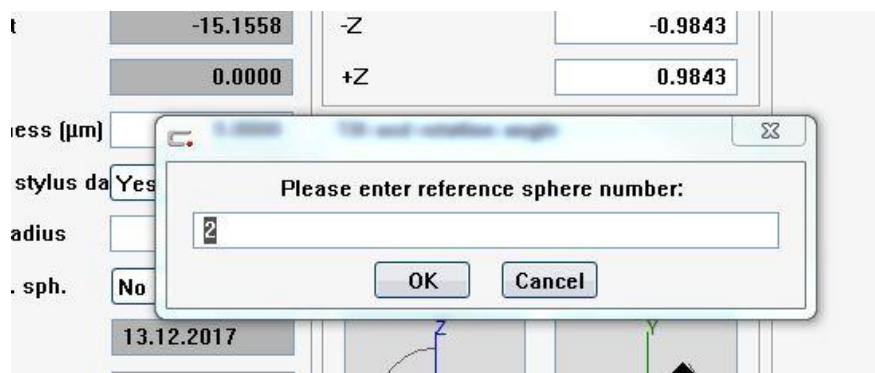 t -15.1558 -Z -0.9843
0.0000 +Z 0.9843
ness (µm)
Please enter reference sphere number:
stylus da Yes
2
adius
OK Cancel
. sph. No
13.12.2017
Z Y